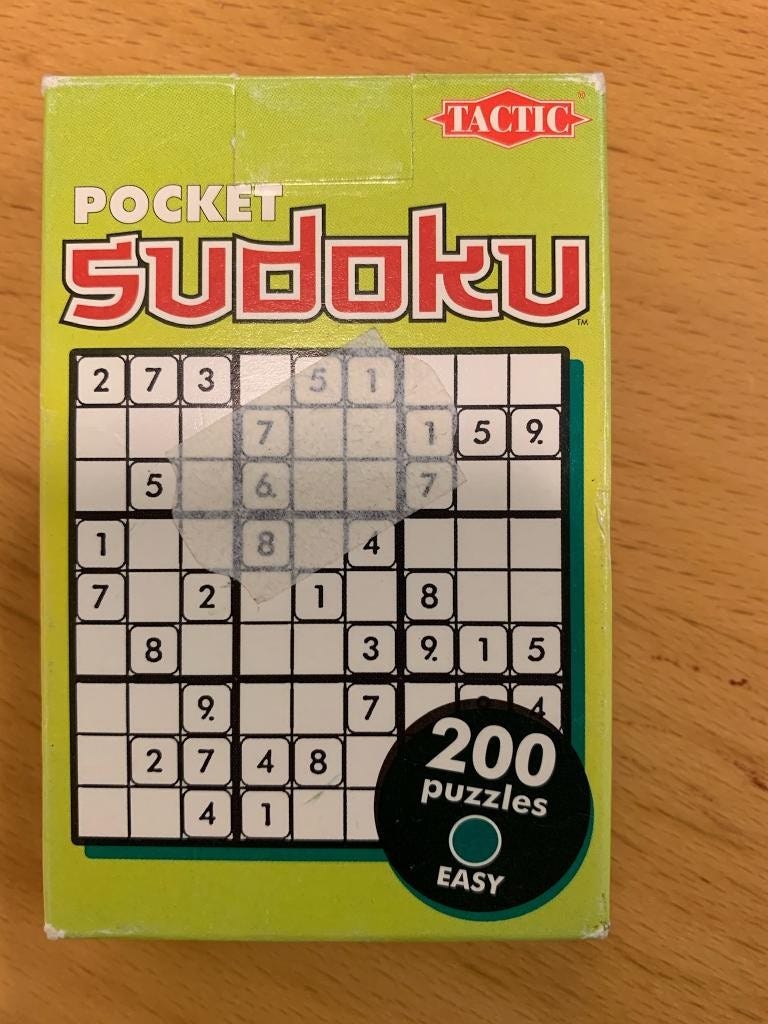 TACTIC®
POCKET
sudoku™
2 7 3 5 1
7 1 5 9.
5 6. 7
1 8 4
7 2 1 8
8 3 9. 1 5
9. 7 4
2 7 4 8
4 1
200
puzzles
EASY